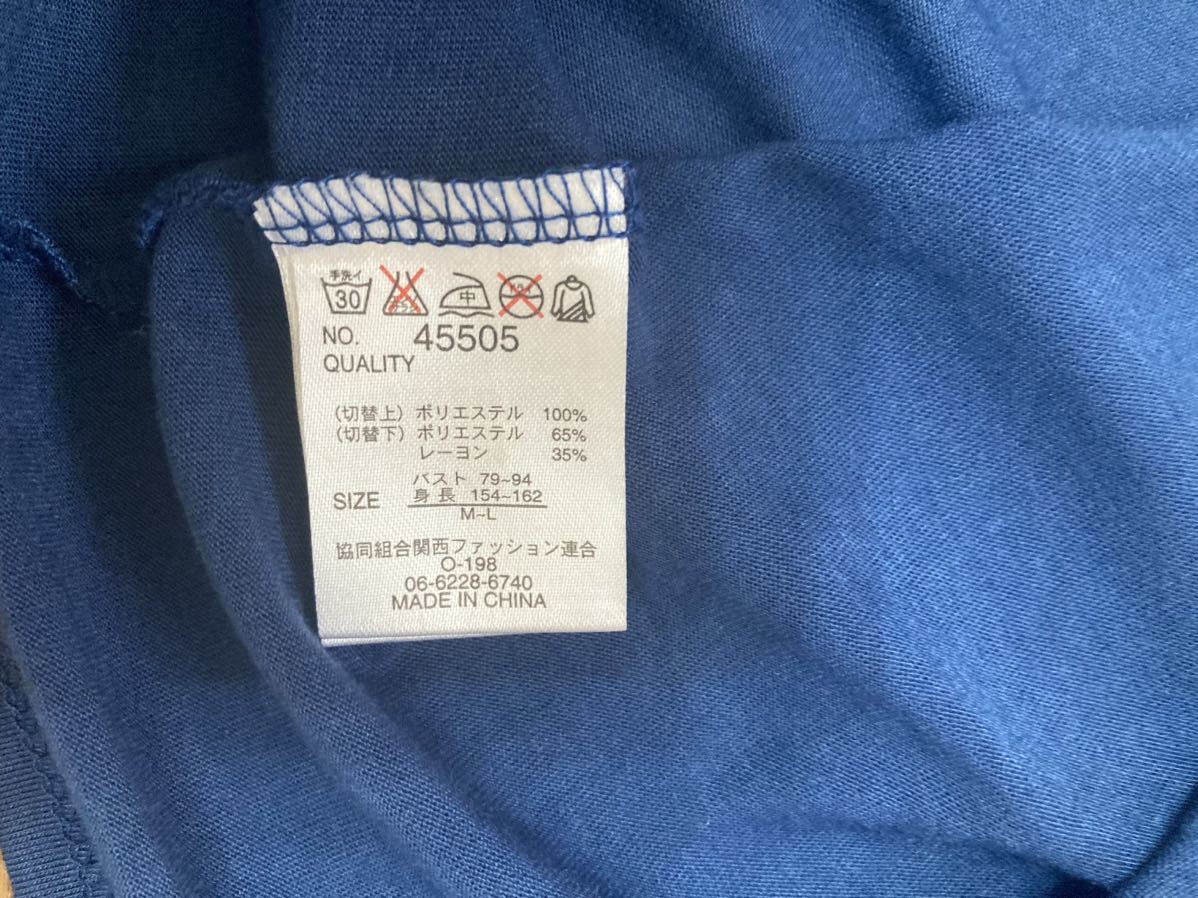 手洗イ
30
中
NO. 45505
QUALITY
(切替上) ポリエステル 100%
(切替下) ポリエステル 65%
レーヨン 35%
バスト 79~94
SIZE 身長 154~162
M~L
協同組合関西ファッション連合
O-198
06-6228-6740
MADE IN CHINA